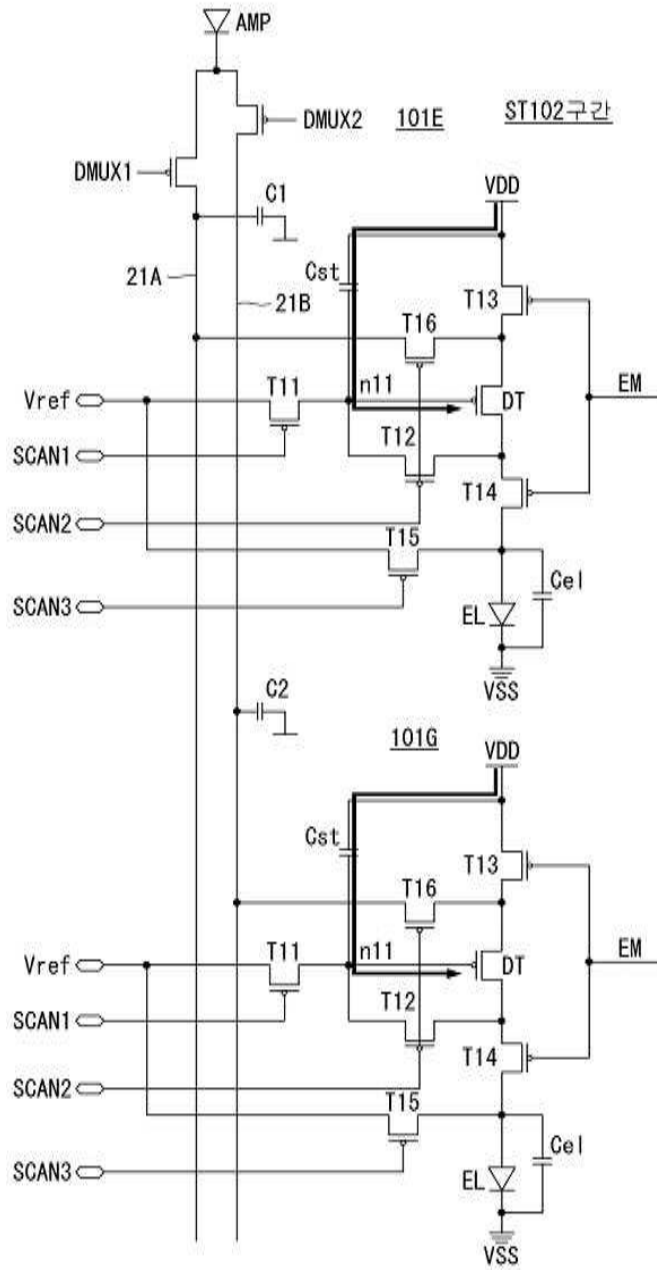 AMP
DMUX2
101E
ST102구간
DMUX1
C1
VDD
Cst
21A
21B
T13
T16
Vref
T11
n11
DT
EM
SCAN1
T12
T14
SCAN2
T15
SCAN3
Cel
EL
VSS
C2
101G
VDD
Cst
T13
T16
Vref
T11
n11
DT
EM
SCAN1
T12
T14
SCAN2
T15
SCAN3
Cel
EL
VSS